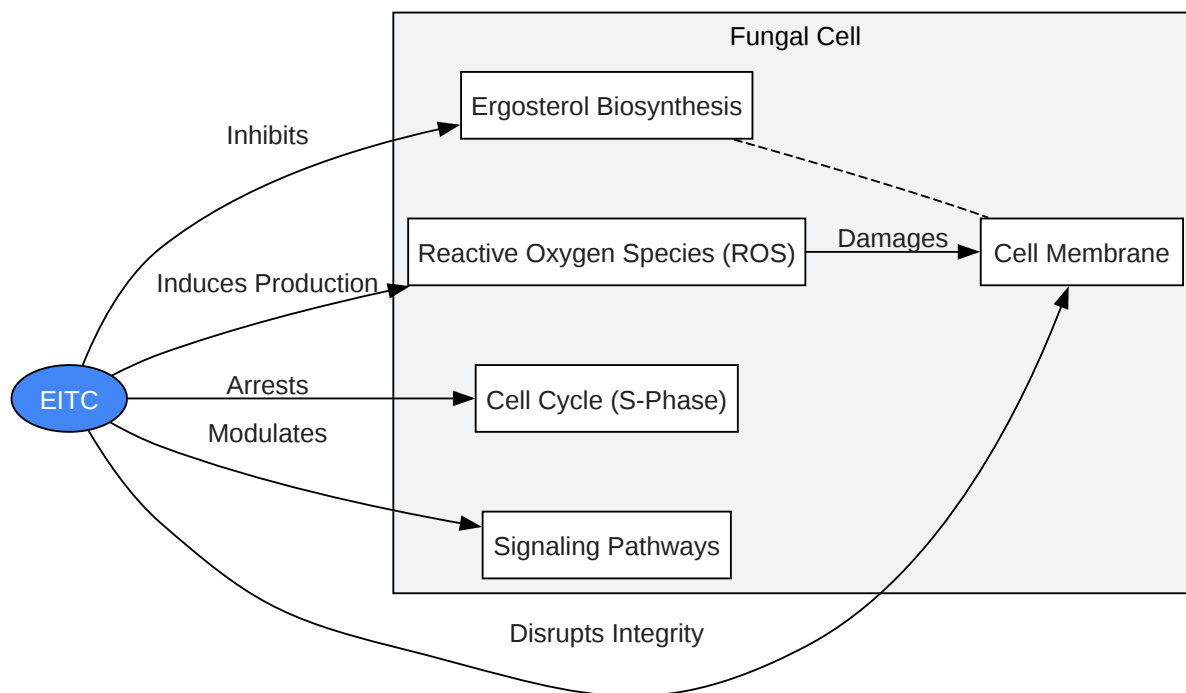 Fungal Cell
Ergosterol Biosynthesis
Inhibits
Reactive Oxygen Species (ROS)
Damages
Cell Membrane
Induces Production
EITC
Arrests
Cell Cycle (S-Phase)
Modulates
Signaling Pathways
Disrupts Integrity